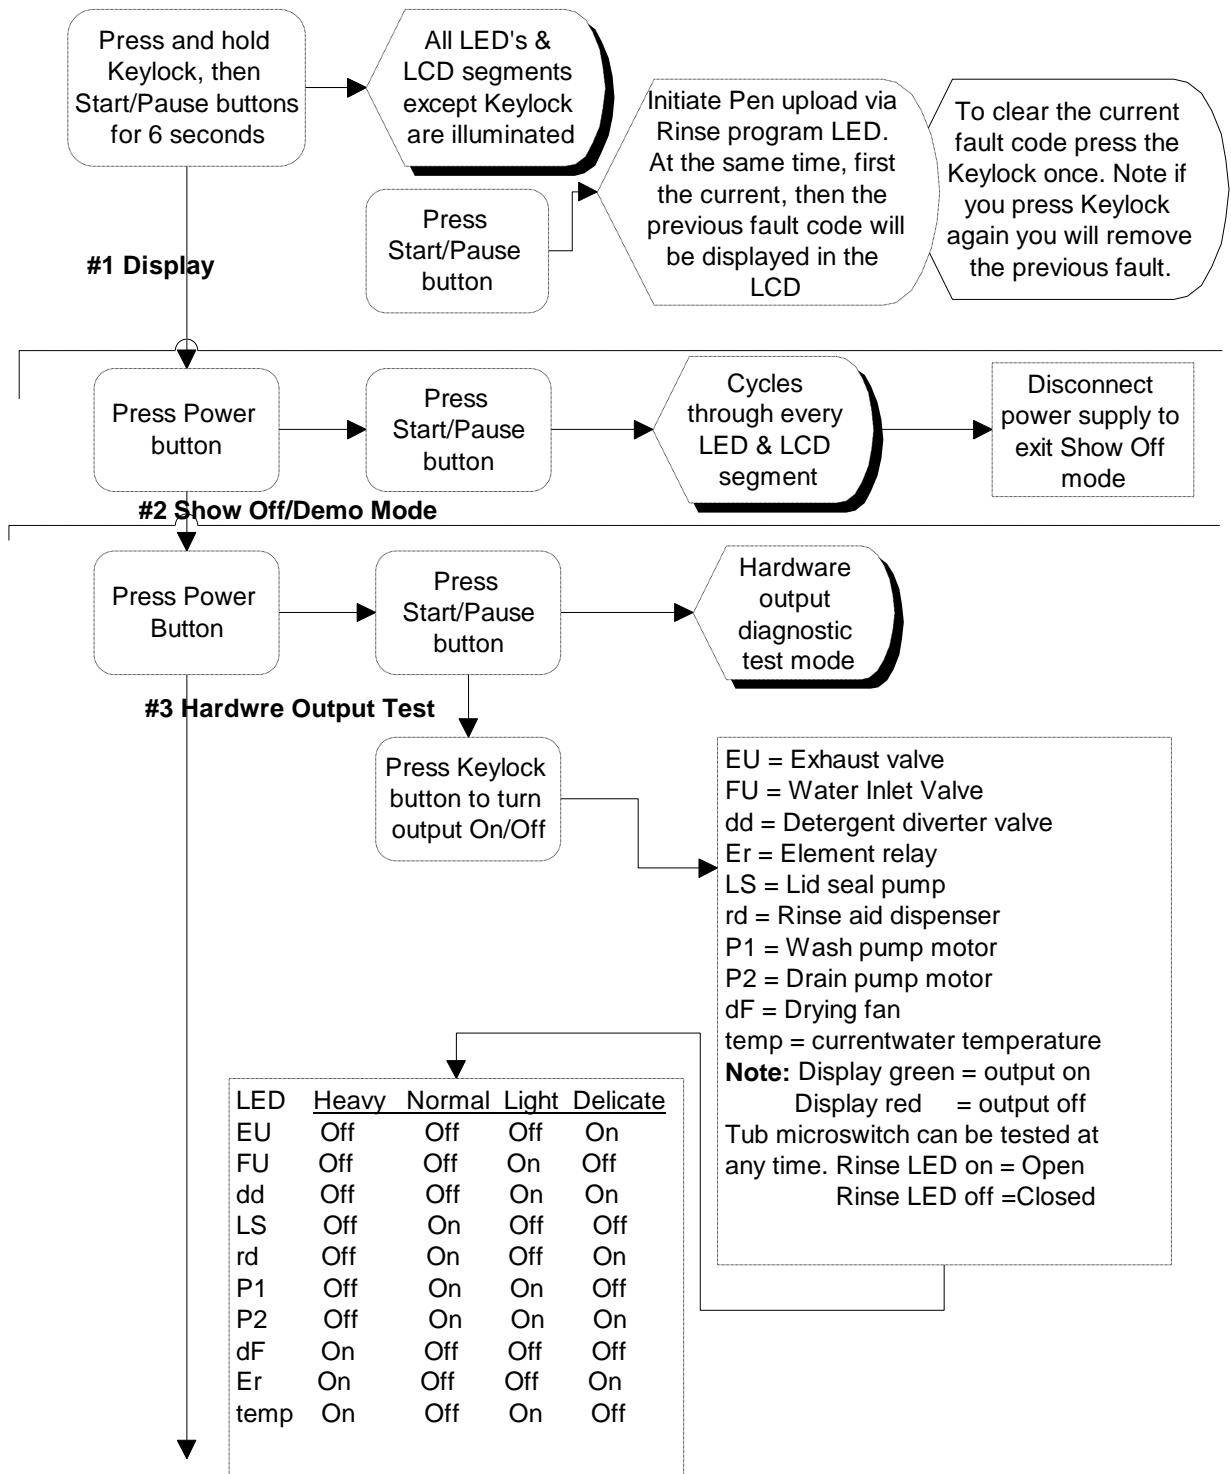 Press and hold
Keylock, then
Start/Pause buttons
for 6 seconds
All LED's &
LCD segments
except Keylock
are illuminated
Press
Start/Pause
button
Initiate Pen upload via
Rinse program LED.
At the same time, first
the current, then the
previous fault code will
be displayed in the
LCD
To clear the current
fault code press the
Keylock once. Note if
you press Keylock
again you will remove
the previous fault.
#1 Display
Press Power
button
Press
Start/Pause
button
Cycles
through every
LED & LCD
segment
Disconnect
power supply to
exit Show Off
mode
#2 Show Off/Demo Mode
Press Power
Button
Press
Start/Pause
button
Hardware
output
diagnostic
test mode
#3 Hardwre Output Test
Press Keylock
button to turn
output On/Off
EU = Exhaust valve
FU = Water Inlet Valve
dd = Detergent diverter valve
Er = Element relay
LS = Lid seal pump
rd = Rinse aid dispenser
P1 = Wash pump motor
P2 = Drain pump motor
dF = Drying fan
temp = currentwater temperature
Note: Display green = output on
Display red = output off
Tub microswitch can be tested at
any time. Rinse LED on = Open
Rinse LED off =Closed
LED Heavy Normal Light Delicate
EU Off Off Off On
FU Off Off On Off
dd Off Off On On
LS Off On Off Off
rd Off On Off On
P1 Off On On Off
P2 Off On On On
dF On Off Off Off
Er On Off Off On
temp On Off On Off